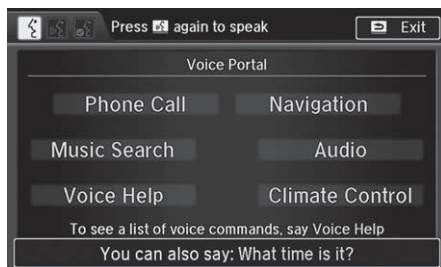 Press again to speak
Exit
Voice Portal
Phone Call Navigation
Music Search Audio
Voice Help Climate Control
To see a list of voice commands, say Voice Help
You can also say: What time is it?